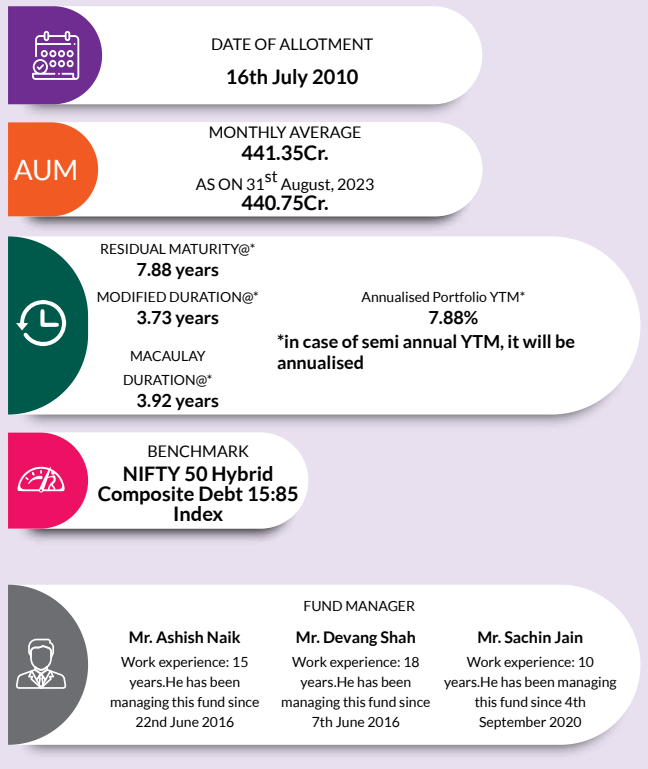 DATE OF ALLOTMENT
16th July 2010
AUM
MONTHLY AVERAGE
441.35Cr.
AS ON 31st August, 2023
440.75Cr.
RESIDUAL MATURITY@*
7.88 years
MODIFIED DURATION@*
3.73 years
MACAULAY
DURATION@*
3.92 years
Annualised Portfolio YTM*
7.88%
*in case of semi annual YTM, it will be
annualised
BENCHMARK
NIFTY 50 Hybrid
Composite Debt 15:85
Index
FUND MANAGER
Mr. Ashish Naik
Work experience: 15
years.He has been
managing this fund since
22nd June 2016
Mr. Devang Shah
Work experience: 18
years.He has been
managing this fund since
7th June 2016
Mr. Sachin Jain
Work experience: 10
years.He has been managing
this fund since 4th
September 2020